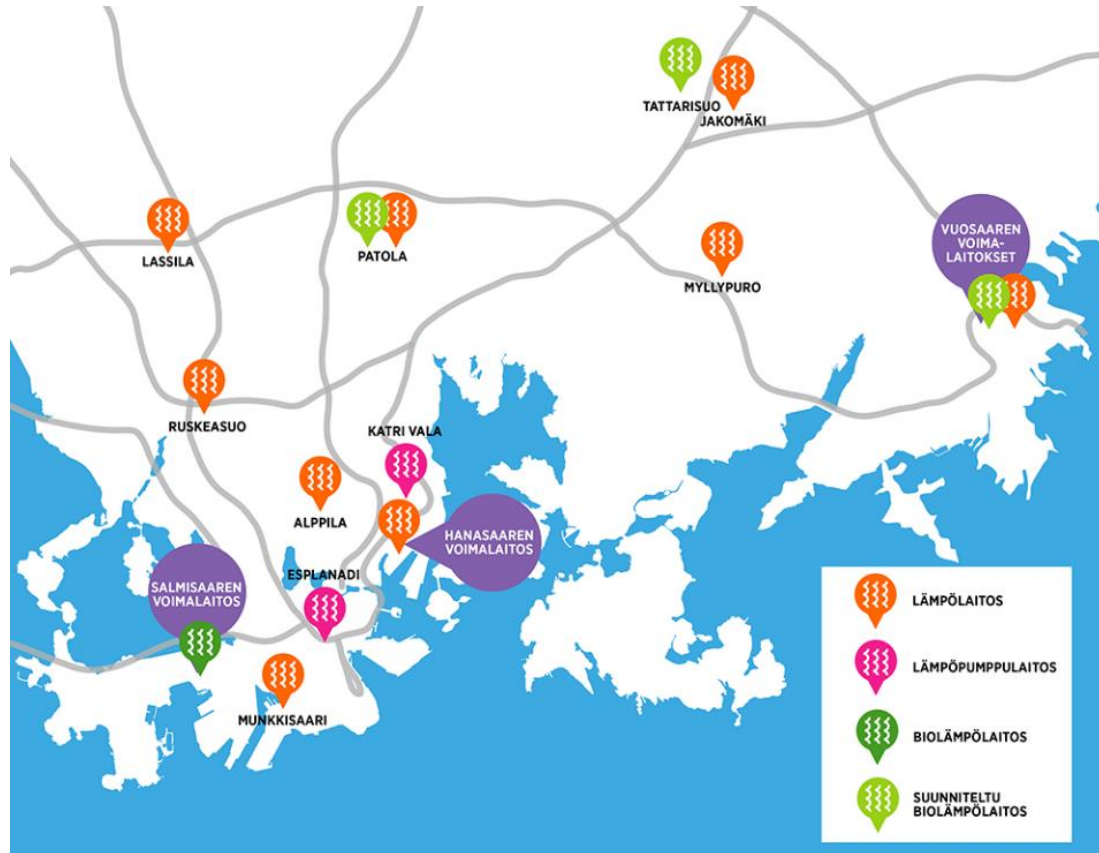 TATTARISUO
JAKOMÄKI
LASSILA
PATOLA
MYLLYPURO
VUOSAAREN
VOIMA-
LAITOKSET
RUSKEASUO
KATRI VALA
ALPPILA
HANASAAREN
VOIMALAITOS
ESPLANADI
SALMISAAREN
VOIMALAITOS
MUNKKISAARI
LÄMPÖLAITOS
LÄMPÖPUMPPULAITOS
BIOLÄMPÖLAITOS
SUUNNITELTU
BIOLÄMPÖLAITOS